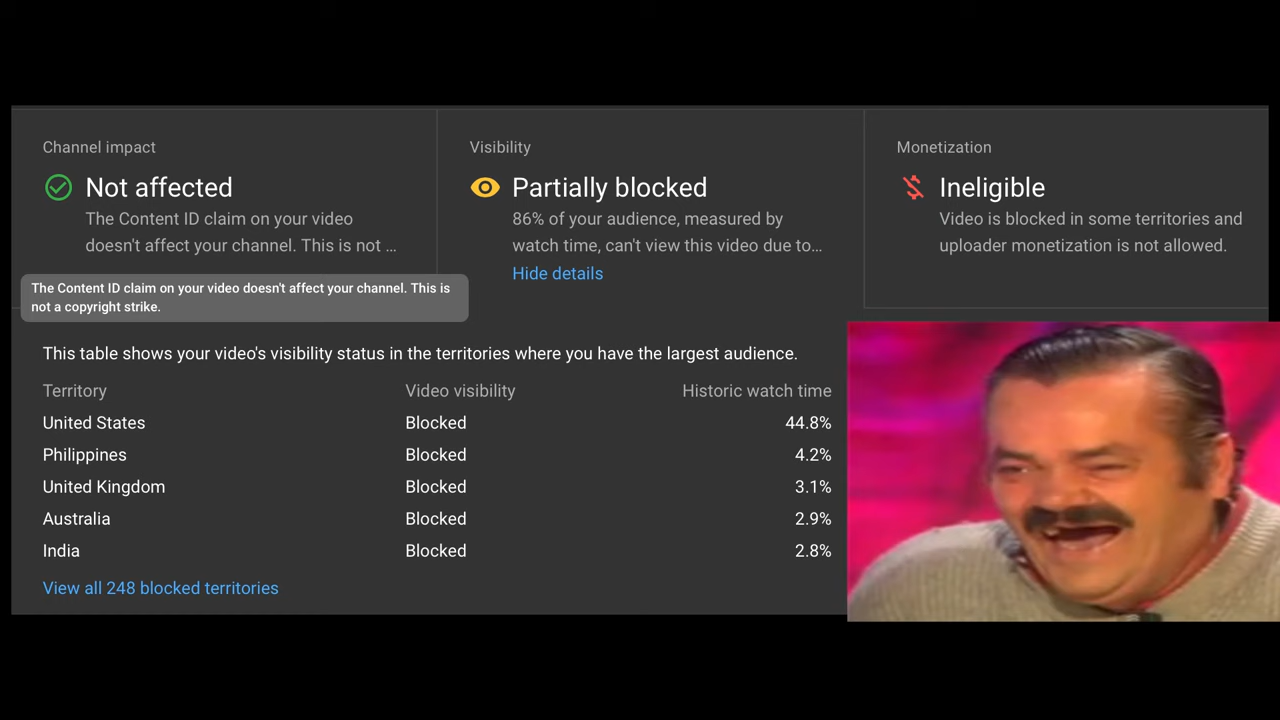 Channel impact
Not affected
The Content ID claim on your video
doesn't affect your channel. This is not ...
Visibility
Partially blocked
86% of your audience, measured by
watch time, can't view this video due to...
Hide details
Monetization
Ineligible
Video is blocked in some territories and
uploader monetization is not allowed.
The Content ID claim on your video doesn't affect your channel. This is
not a copyright strike.
This table shows your video's visibility status in the territories where you have the largest audience.
Territory Video visibility Historic watch time
United States Blocked 44.8%
Philippines Blocked 4.2%
United Kingdom Blocked 3.1%
Australia Blocked 2.9%
India Blocked 2.8%
View all 248 blocked territories